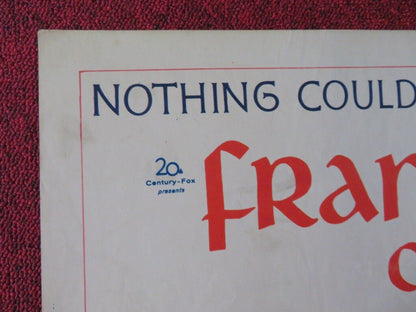 NOTHING COULD
20th
Century-Fox
presents
FRAN